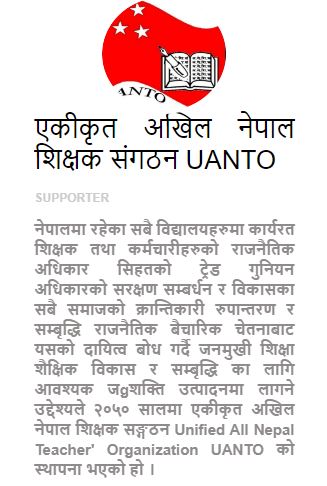 ANTO
एकीकृत अखिल नेपाल
शिक्षक संगठन UANTO
SUPPORTER
नेपालमा रहेका सबै विद्यालयहरुमा कार्यरत
शिक्षक तथा कर्मचारीहरुको राजनैतिक
अधिकार सिहतको ट्रेड गुनियन
अधिकारको सरक्षण सम्बर्धन र विकासका
सबै समाजको क्रान्तिकारी रुपान्तरण र
सम्बृद्धि राजनैतिक बैचारिक चेतनाबाट
यसको दायित्व बोध गर्दै जनमुखी शिक्षा
शैक्षिक विकास र सम्बृद्धि का लागि
आवश्यक जgशक्ति उत्पादनमा लागने
उद्देश्यले २०५० सालमा एकीकृत अखिल
नेपाल शिक्षक सङ्गठन Unified All Nepal
Teacher' Organization UANTO को
स्थापना भएको हो ।